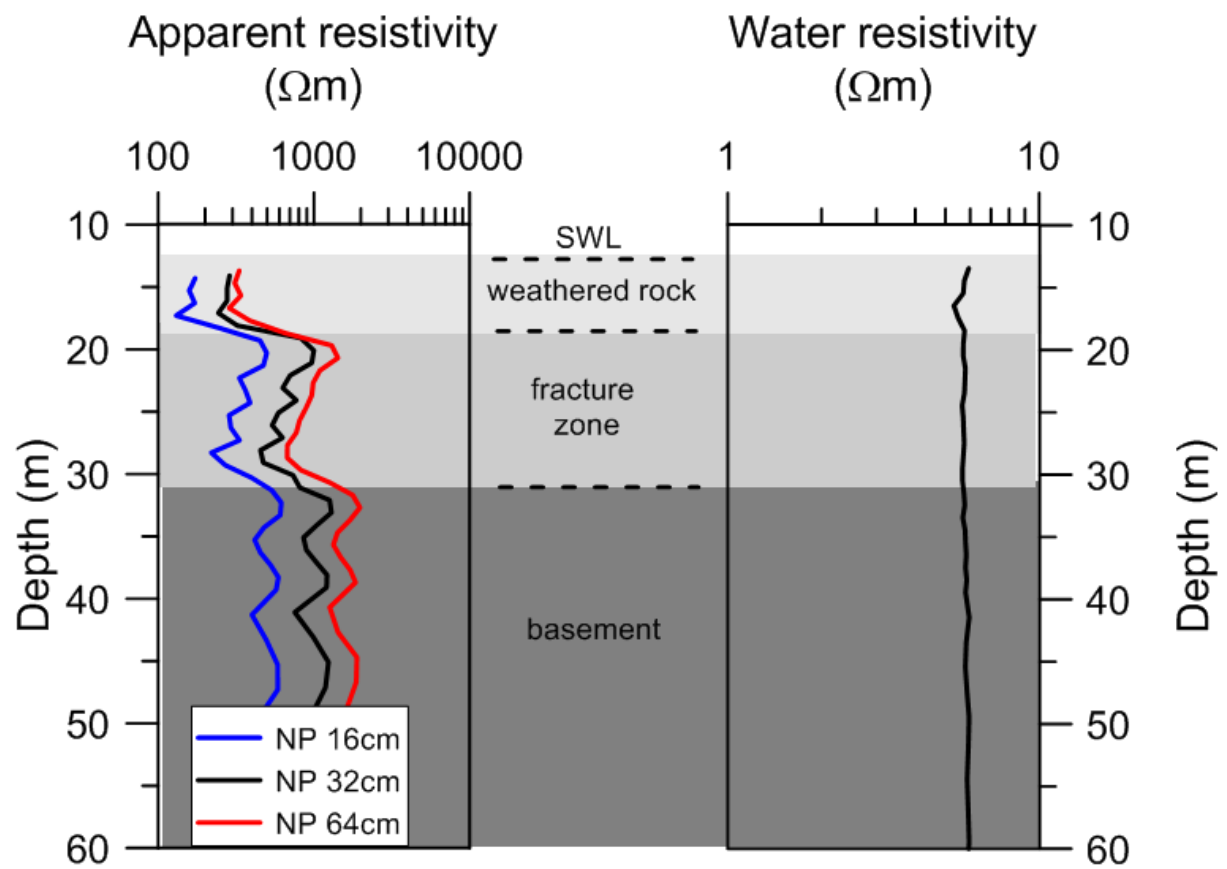 Apparent resistivity
(Ωm)
Water resistivity
(Ωm)
100 1000 10000
1 10
10
20
30
40
50
60
Depth (m)
SWL
weathered rock
fracture
zone
basement
NP 16cm
NP 32cm
NP 64cm
10
20
30
40
50
60
Depth (m)